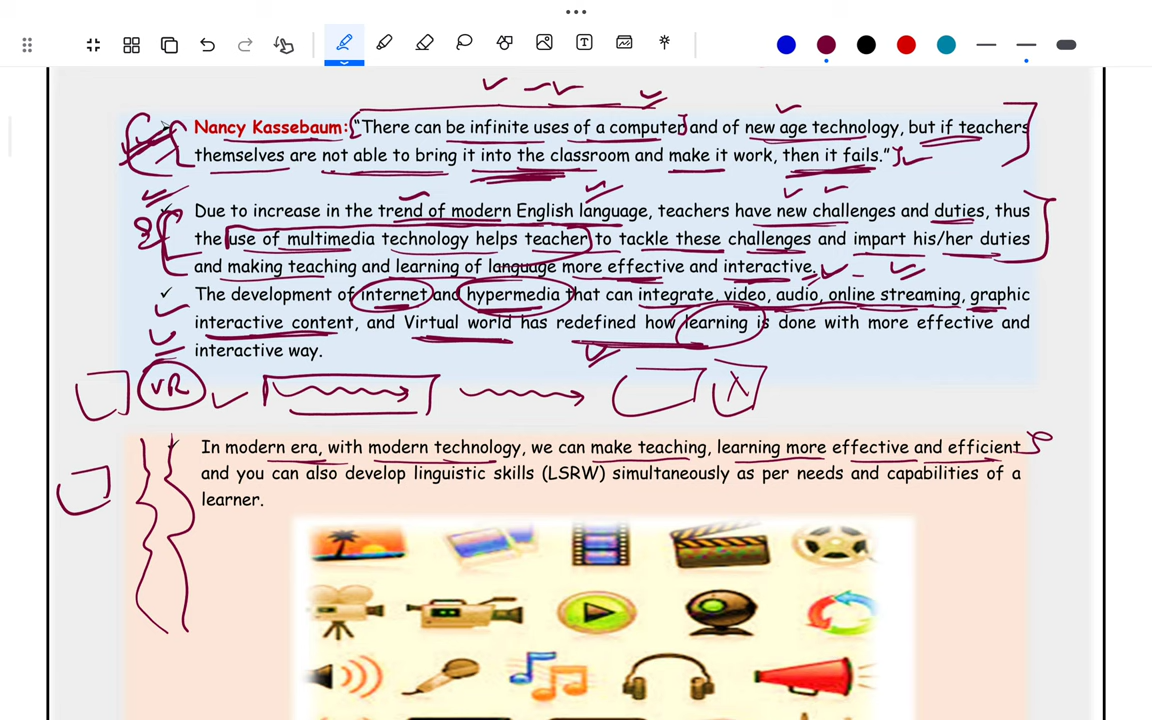 Nancy Kassebaum: “There can be infinite uses of a computer and of new age technology, but if teachers
themselves are not able to bring it into the classroom and make it work, then it fails.”
Due to increase in the trend of modern English language, teachers have new challenges and duties, thus
the use of multimedia technology helps teacher to tackle these challenges and impart his/her duties
and making teaching and learning of language more effective and interactive.
The development of internet and hypermedia that can integrate, video, audio, online streaming, graphic
interactive content, and Virtual world has redefined how learning is done with more effective and
interactive way.
VR
In modern era, with modern technology, we can make teaching, learning more effective and efficient
and you can also develop linguistic skills (LSRW) simultaneously as per needs and capabilities of a
learner.